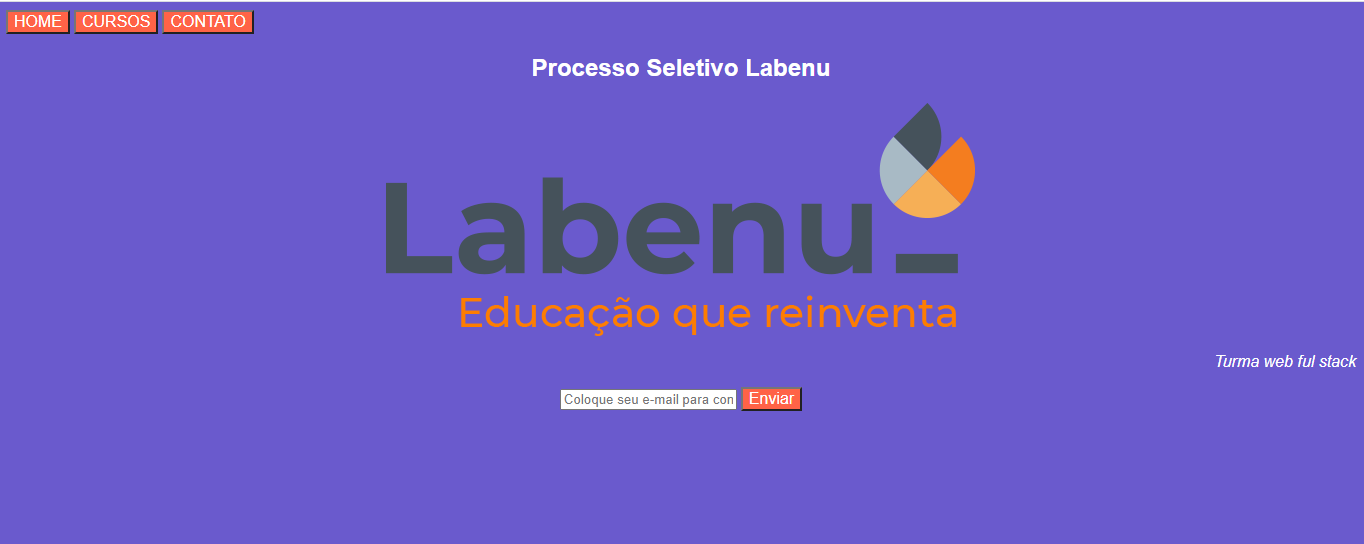 HOME CURSOS CONTATO
Processo Seletivo Labenu
Labenu_
Educação que reinventa
Turma web ful stack
Coloque seu e-mail para con Enviar